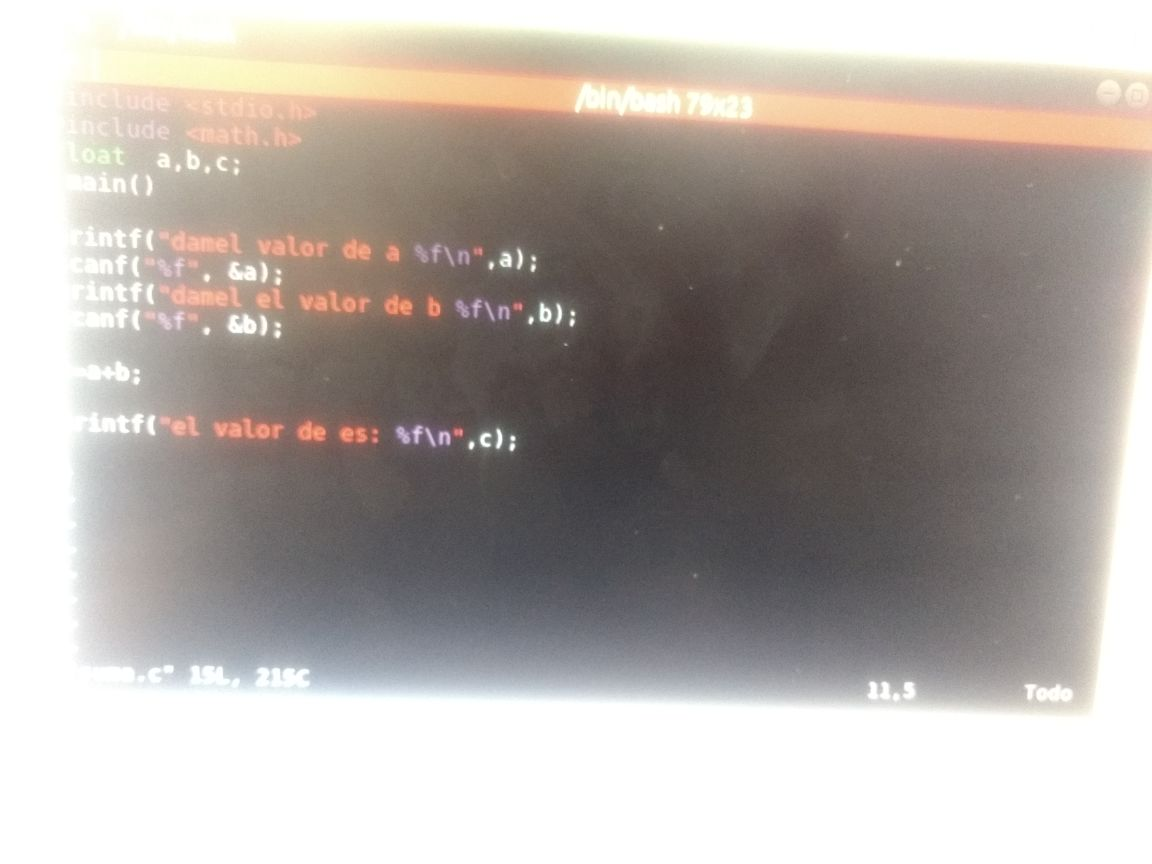 /bin/bash 79x23
include <stdio.h>
include <math.h>
loat a,b,c;
main()
rintf("damel valor de a %f\n",a);
canf("%f", &a);
rintf("damel el valor de b %f\n",b);
canf("%f", &b);
=a+b;
rintf("el valor de es: %f\n",c);
.c" 15L, 215C 11,5 Todo